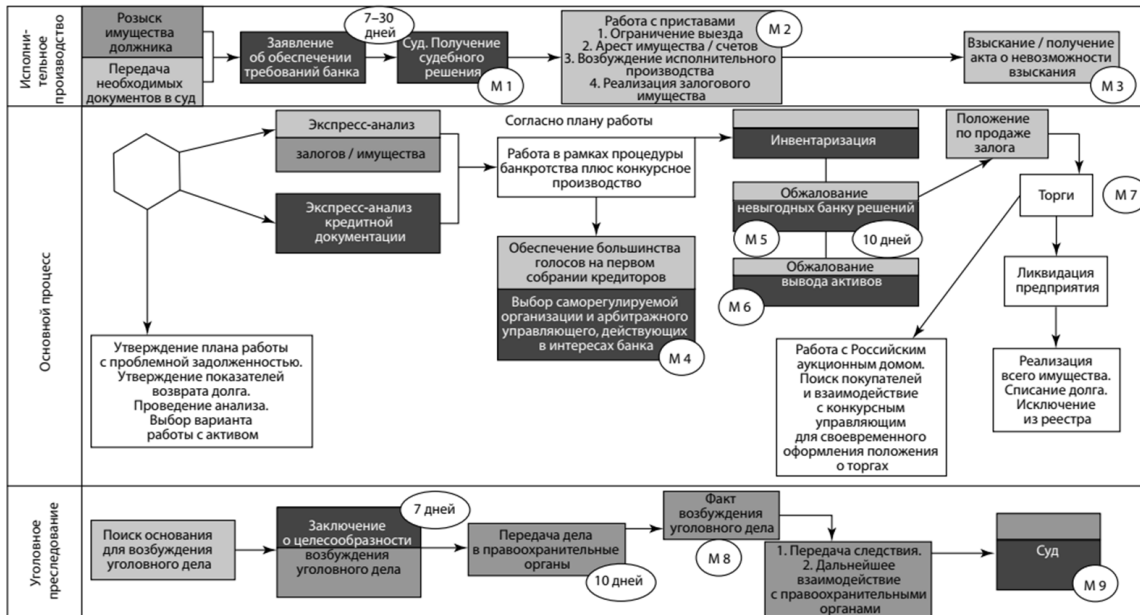 Исполни-
тельное
производство
Розыск
имущества
должника
Передача
необходимых
документов в суд
Заявление
об обеспечении
требований банка
7–30
дней
Суд. Получение
судебного
решения
М 1
Работа с приставами
1. Ограничение выезда
2. Арест имущества / счетов
3. Возбуждение исполнительного
производства
4. Реализация залогового
имущества
М 2
Взыскание / получение
акта о невозможности
взыскания
М 3
Основной процесс
Экспресс-анализ
залогов / имущества
Экспресс-анализ
кредитной
документации
Утверждение плана работы
с проблемной задолженностью.
Утверждение показателей
возврата долга.
Проведение анализа.
Выбор варианта
работы с активом
Согласно плану работы
Работа в рамках процедуры
банкротства плюс конкурсное
производство
Обеспечение большинства
голосов на первом
собрании кредиторов
Выбор саморегулируемой
организации и арбитражного
управляющего, действующих
в интересах банка
М 4
Инвентаризация
Обжалование
невыгодных банку решений
М 5
10 дней
Обжалование
вывода активов
М 6
Положение
по продаже
залога
Торги
М 7
Ликвидация
предприятия
Работа с Российским
аукционным домом.
Поиск покупателей
и взаимодействие
с конкурсным
управляющим
для своевременного
оформления положения
о торгах
Реализация
всего имущества.
Списание долга.
Исключение
из реестра
Уголовное
преследование
Поиск основания
для возбуждения
уголовного дела
Заключение
о целесообразности
возбуждения
уголовного дела
7 дней
Передача дела
в правоохранительные
органы
10 дней
Факт
возбуждения
уголовного дела
М 8
1. Передача следствия.
2. Дальнейшее
взаимодействие
с правоохранительными
органами
Суд
М 9